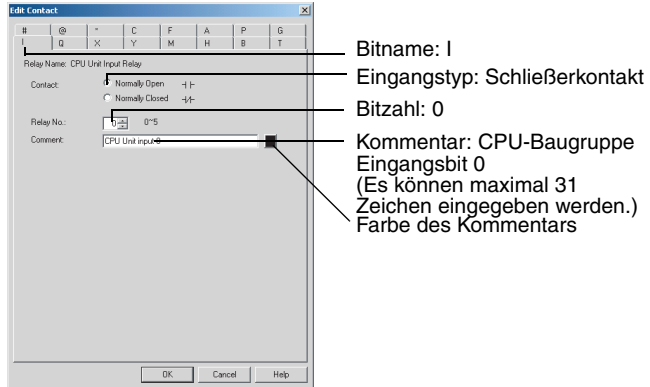 Edit Contact
# @ " C F A P G
I Q X Y M H B T
Relay Name: CPU Unit Input Relay
Contact: Normally Open
Normally Closed
Relay No.: 0 0~5
Comment: CPU Unit input 0
OK Cancel Help
Bitname: I
Eingangstyp: Schließerkontakt
Bitzahl: 0
Kommentar: CPU-Baugruppe
Eingangsbit 0
(Es können maximal 31
Zeichen eingegeben werden.)
Farbe des Kommentars